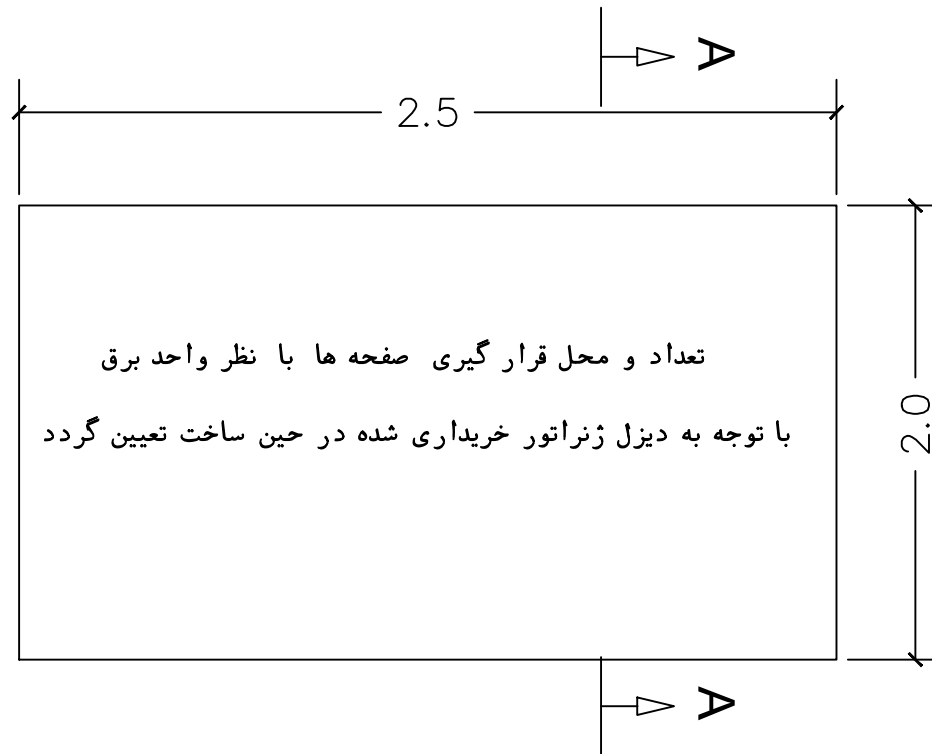 A
2.5
تعداد و محل قرار گیری صفحه ها با نظر واحد برق
با توجه به دیزل ژنراتور خریداری شده در حین ساخت تعیین گردد
2.0
A